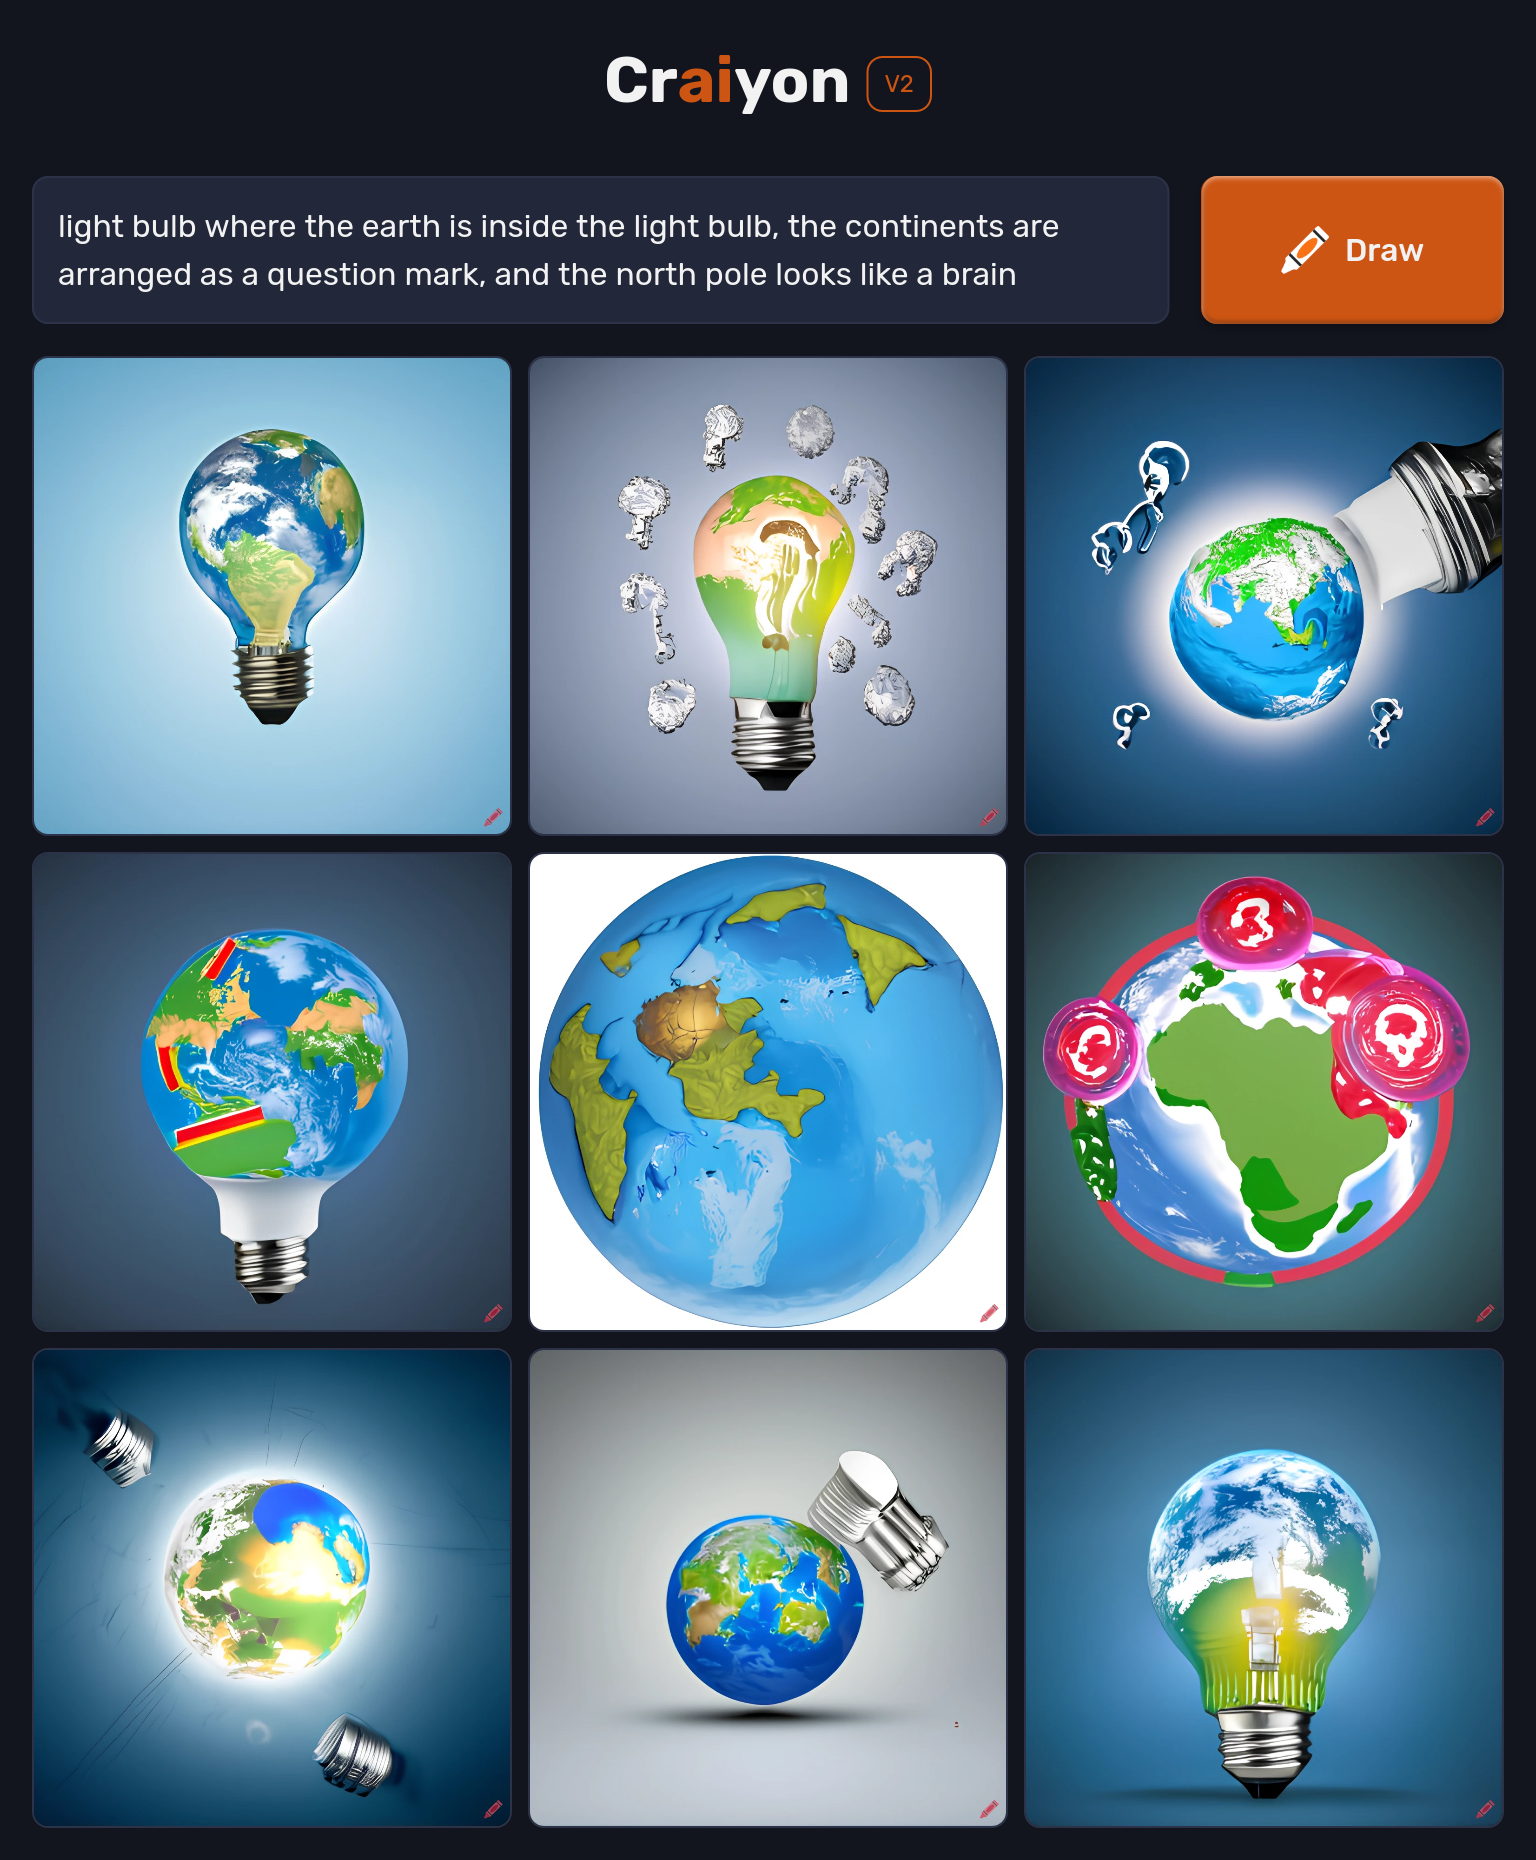 Craiyon V2
light bulb where the earth is inside the light bulb, the continents are
arranged as a question mark, and the north pole looks like a brain
Draw